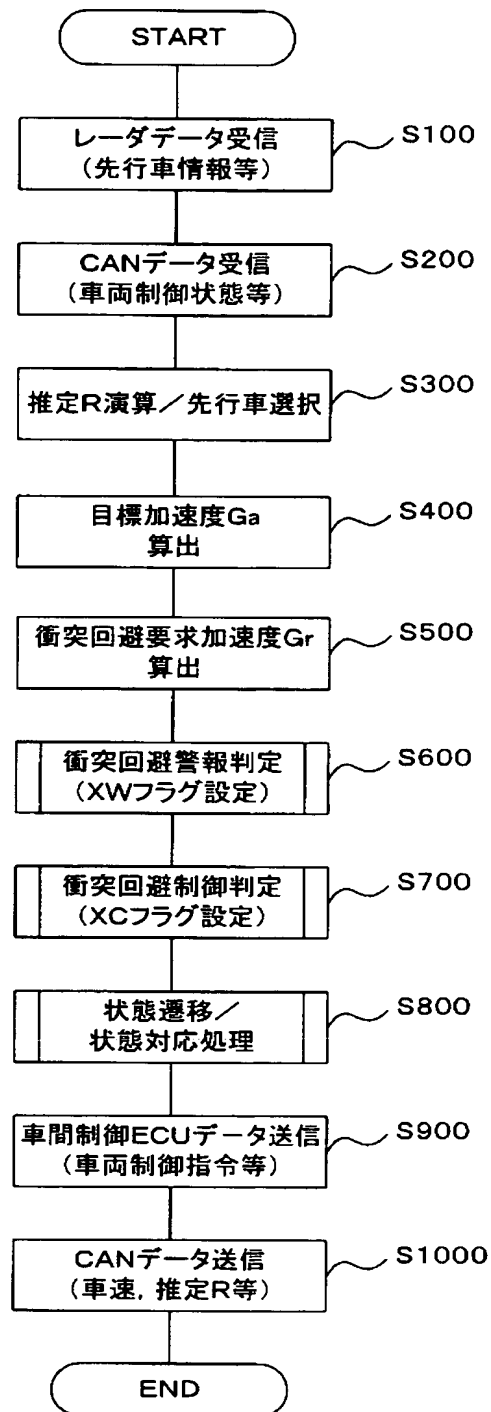 START
レーダデータ受信
(先行車情報等)
S100
CANデータ受信
(車両制御状態等)
S200
推定R演算/先行車選択
S300
目標加速度Ga
算出
S400
衝突回避要求加速度Gr
算出
S500
衝突回避警報判定
(XWフラグ設定)
S600
衝突回避制御判定
(XCフラグ設定)
S700
状態遷移/
状態対応処理
S800
車間制御ECUデータ送信
(車両制御指令等)
S900
CANデータ送信
(車速, 推定R等)
S1000
END